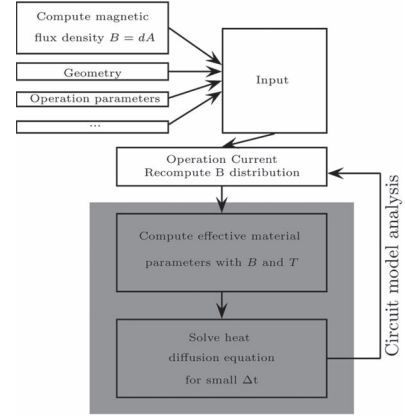 Compute magnetic
flux density B = dA
Geometry
Operation parameters
...
Input
Operation Current
Recompute B distribution
Compute effective material
parameters with B and T
Solve heat
diffusion equation
for small Δt
Circuit model analysis